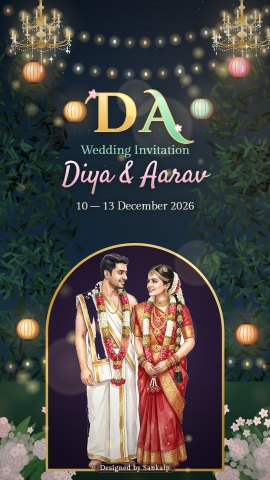 DA
Wedding Invitation
Diya & Aarav
10 — 13 December 2026
Designed by Sankalp